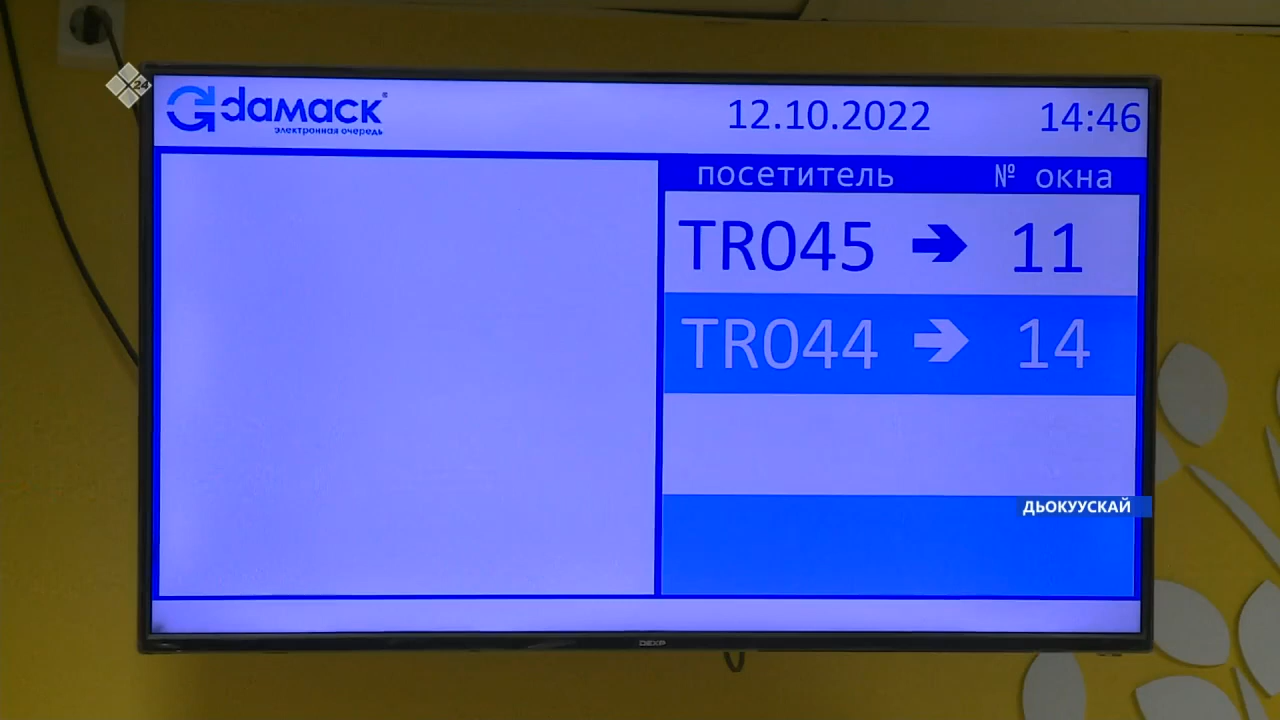 24
дамаск®
электронная очередь
12.10.2022 14:46
посетитель № окна
TR045 → 11
TR044 → 14
ДЬОКУУСКАЙ
DEXP